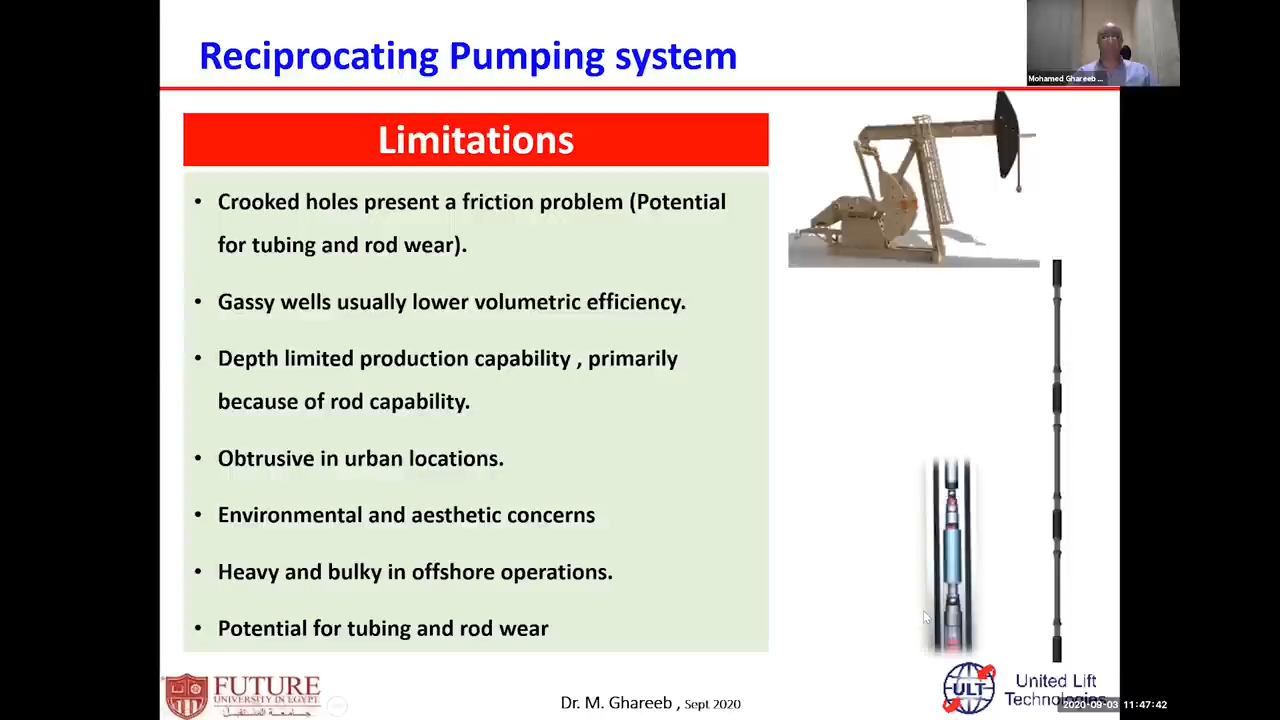 Reciprocating Pumping system
Mohamed Ghareeb ...
Limitations
• Crooked holes present a friction problem (Potential
for tubing and rod wear).
• Gassy wells usually lower volumetric efficiency.
• Depth limited production capability , primarily
because of rod capability.
• Obtrusive in urban locations.
• Environmental and aesthetic concerns
• Heavy and bulky in offshore operations.
• Potential for tubing and rod wear
FUTURE
UNIVERSITY IN EGYPT
جامعة المستقبل
Dr. M. Ghareeb , Sept 2020
ULT
United Lift
Technologies
2020-09-03 11:47:42